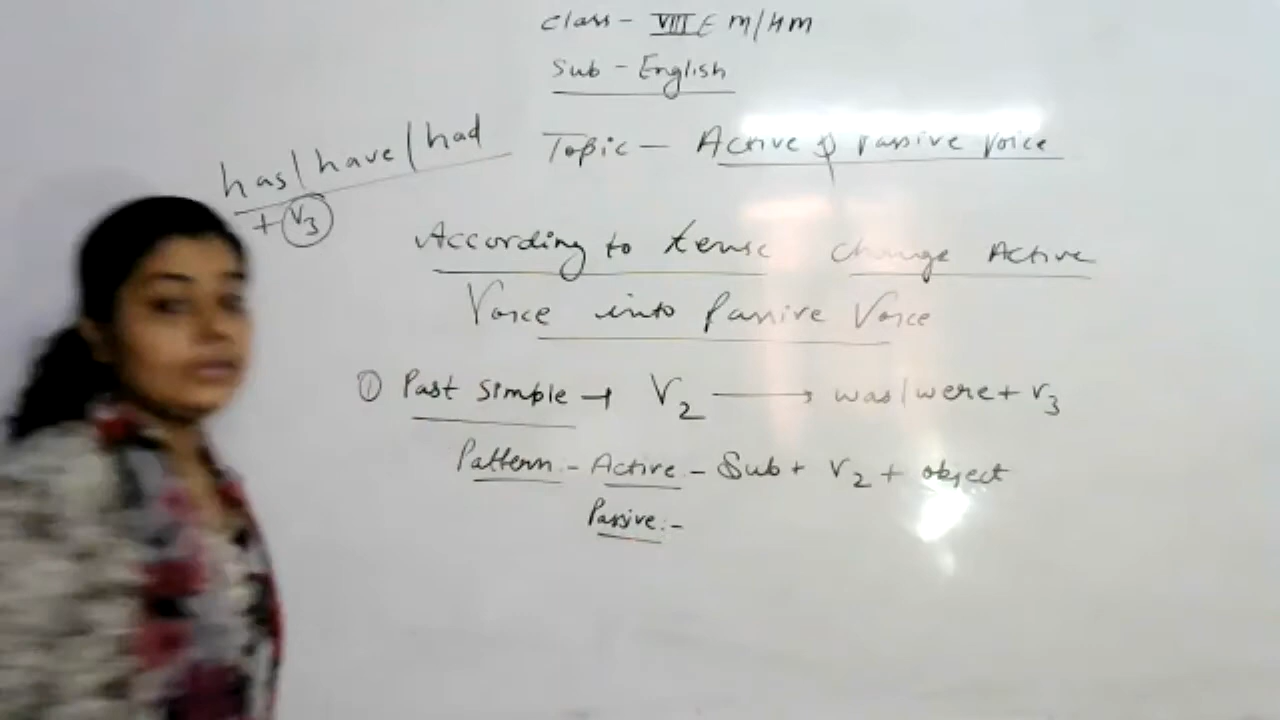 Class - VIII E M/HM
Sub - English
Topic - Active & Passive Voice
has/have/had
+ V3
According to tense change Active
Voice into Passive Voice
① Past Simple → V2 → was/were + V3
Pattern :- Active - Sub + V2 + object
Passive :-